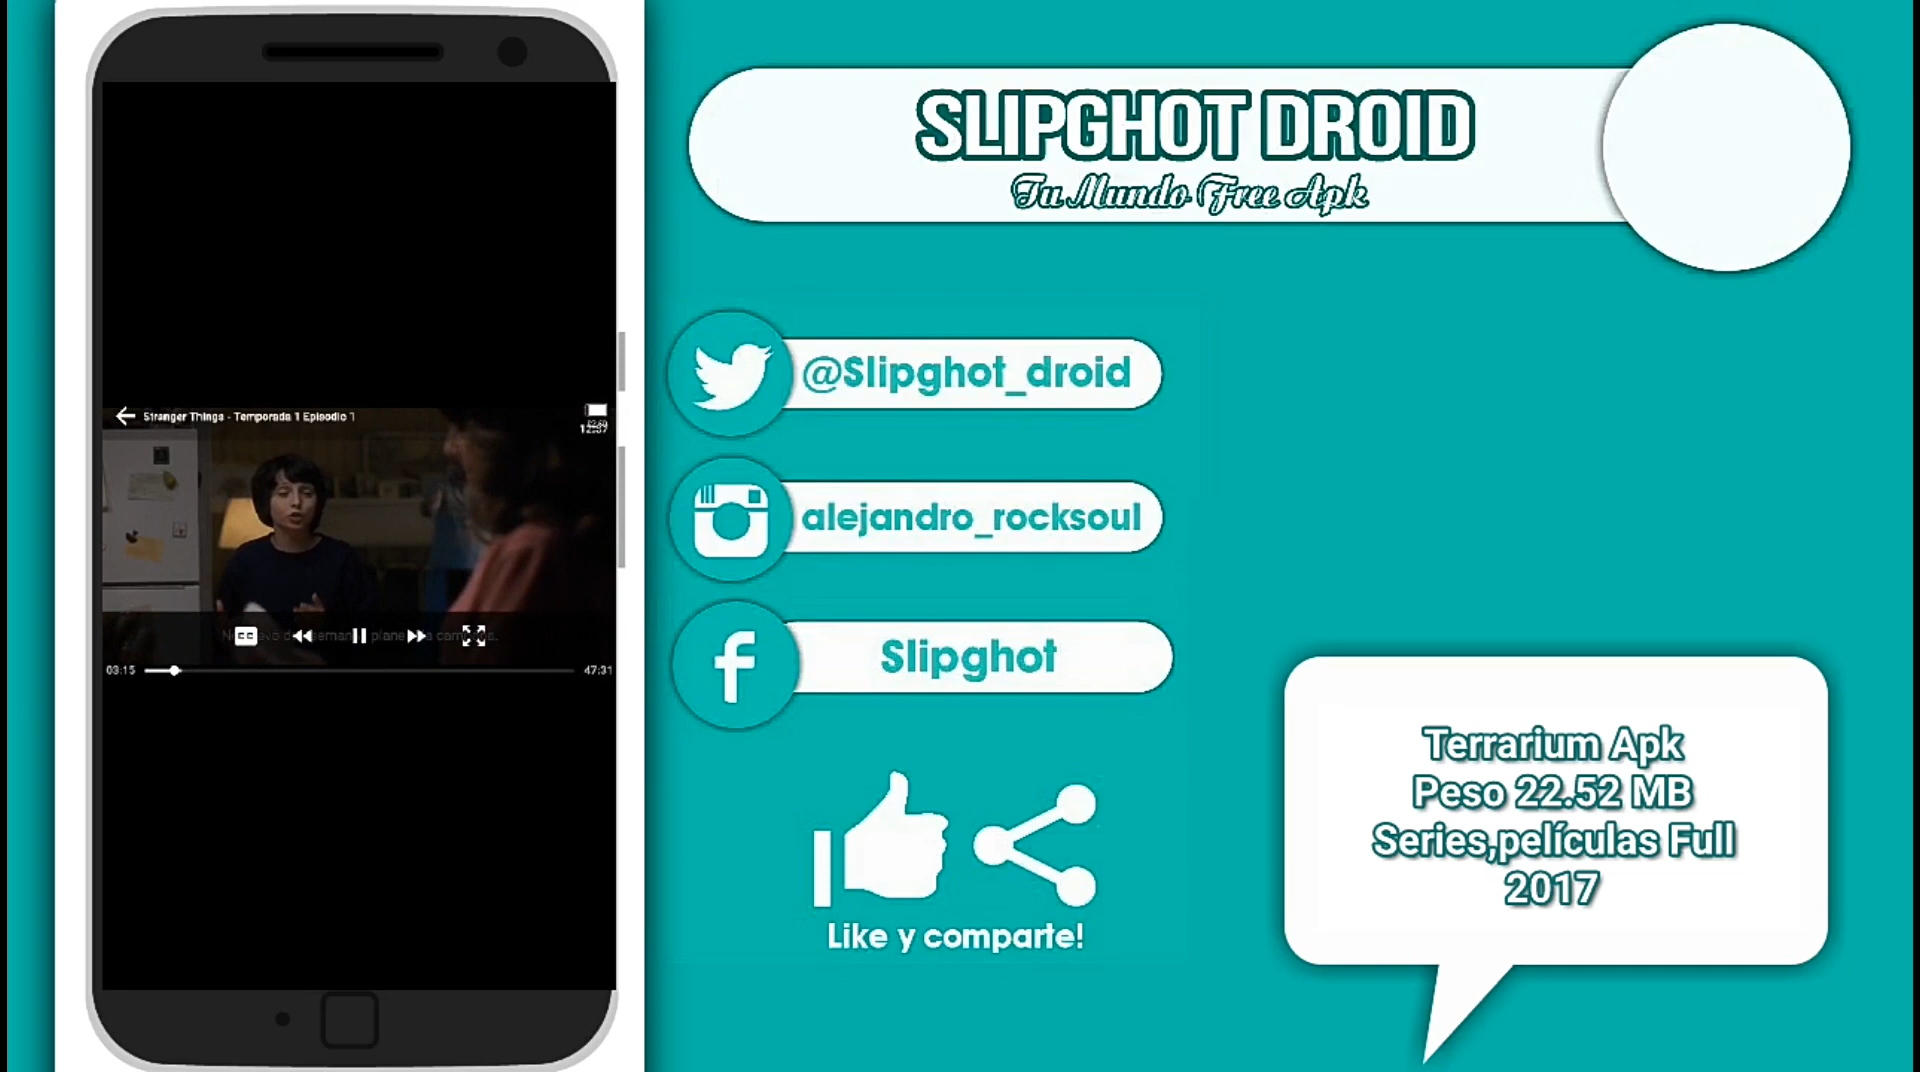 Stranger Things - Temporada 1 Episodio 1
CC
03:15
47:31
SLIPGHOT DROID
Tu Mundo Free Apk
@Slipghot_droid
alejandro_rocksoul
f
Slipghot
Like y comparte!
Terrarium Apk
Peso 22.52 MB
Series,películas Full
2017